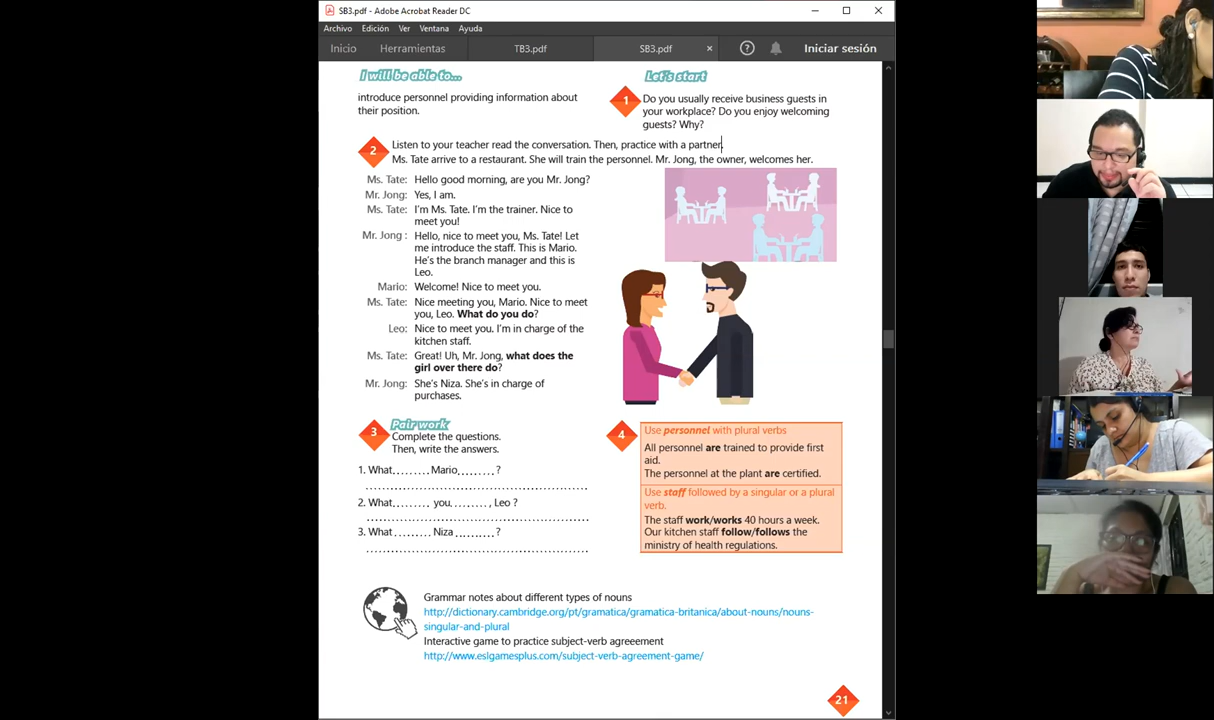 SB3.pdf - Adobe Acrobat Reader DC
Archivo Edición Ver Ventana Ayuda
Inicio Herramientas TB3.pdf SB3.pdf × ? Iniciar sesión
I will be able to...
introduce personnel providing information about
their position.
Let's start
1
Do you usually receive business guests in
your workplace? Do you enjoy welcoming
guests? Why?
2
Listen to your teacher read the conversation. Then, practice with a partner.
Ms. Tate arrive to a restaurant. She will train the personnel. Mr. Jong, the owner, welcomes her.
Ms. Tate: Hello good morning, are you Mr. Jong?
Mr. Jong: Yes, I am.
Ms. Tate: I'm Ms. Tate. I'm the trainer. Nice to
meet you!
Mr. Jong : Hello, nice to meet you, Ms. Tate! Let
me introduce the staff. This is Mario.
He's the branch manager and this is
Leo.
Mario: Welcome! Nice to meet you.
Ms. Tate: Nice meeting you, Mario. Nice to meet
you, Leo. What do you do?
Leo: Nice to meet you. I'm in charge of the
kitchen staff.
Ms. Tate: Great! Uh, Mr. Jong, what does the
girl over there do?
Mr. Jong: She's Niza. She's in charge of
purchases.
3
Pair work
Complete the questions.
Then, write the answers.
1. What.........Mario.........?
......................................................
2. What......... you.........., Leo ?
......................................................
3. What ......... Niza ..........?
......................................................
4
Use personnel with plural verbs
All personnel are trained to provide first
aid.
The personnel at the plant are certified.
Use staff followed by a singular or a plural
verb.
The staff work/works 40 hours a week.
Our kitchen staff follow/follows the
ministry of health regulations.
Grammar notes about different types of nouns
http://dictionary.cambridge.org/pt/gramatica/gramatica-britanica/about-nouns/nouns-
singular-and-plural
Interactive game to practice subject-verb agreeement
http://www.eslgamesplus.com/subject-verb-agreement-game/
21